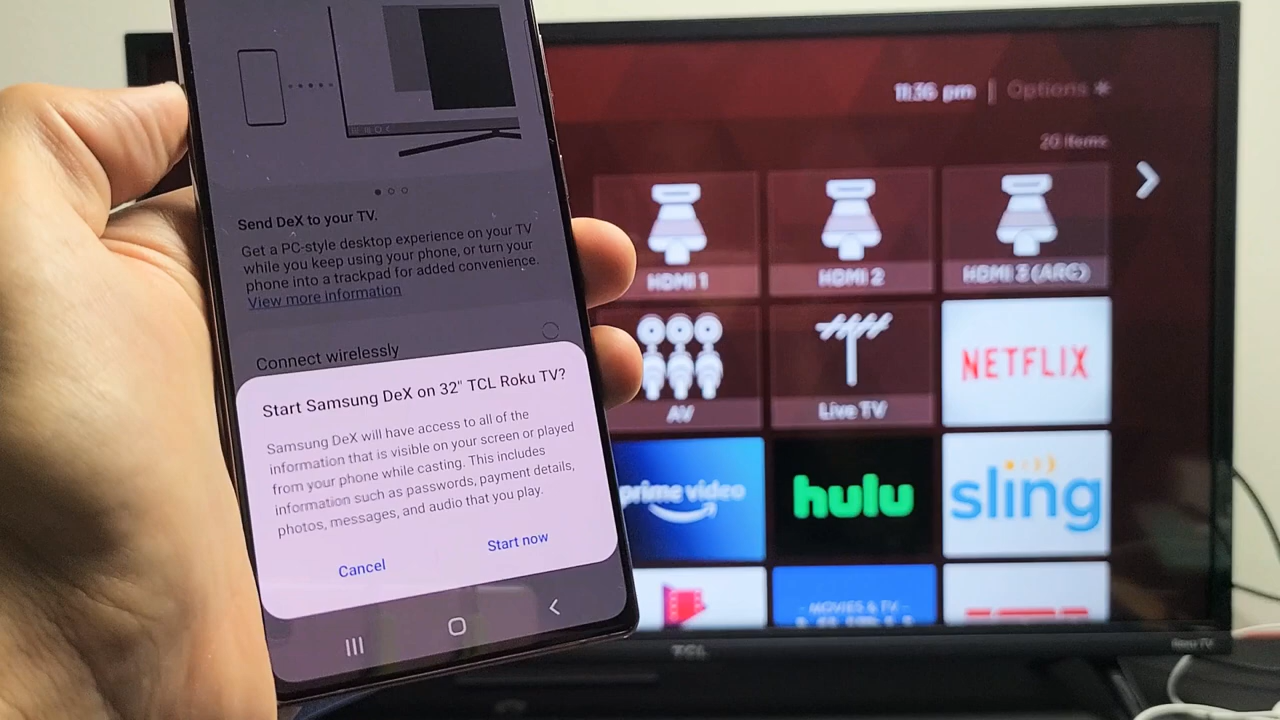 Send DeX to your TV.
Get a PC-style desktop experience on your TV
while you keep using your phone, or turn your
phone into a trackpad for added convenience.
View more information
Connect wirelessly
Start Samsung DeX on 32" TCL Roku TV?
Samsung DeX will have access to all of the
information that is visible on your screen or played
from your phone while casting. This includes
information such as passwords, payment details,
photos, messages, and audio that you play.
Cancel
Start now
11:36 pm | Options *
20 items
HDMI 1
HDMI 2
HDMI 3 (ARC)
AV
Live TV
NETFLIX
prime video
hulu
sling
- MOVIES & TV -
TCL
Roku TV